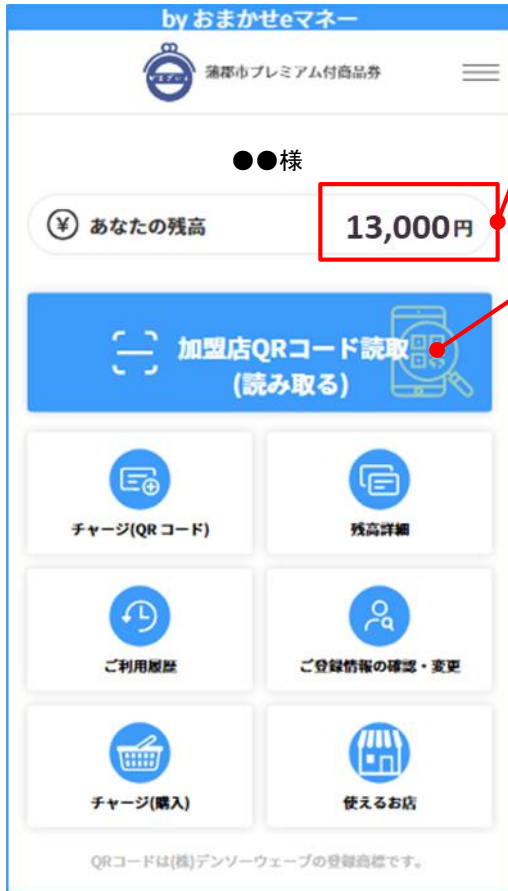 by おまかせeマネー
蒲郡市プレミアム付商品券
●●様
あなたの残高
13,000円
加盟店QRコード読取
(読み取る)
チャージ(QRコード)
残高詳細
ご利用履歴
ご登録情報の確認・変更
チャージ(購入)
使えるお店
QRコードは(株)デンソーウェーブの登録商標です。